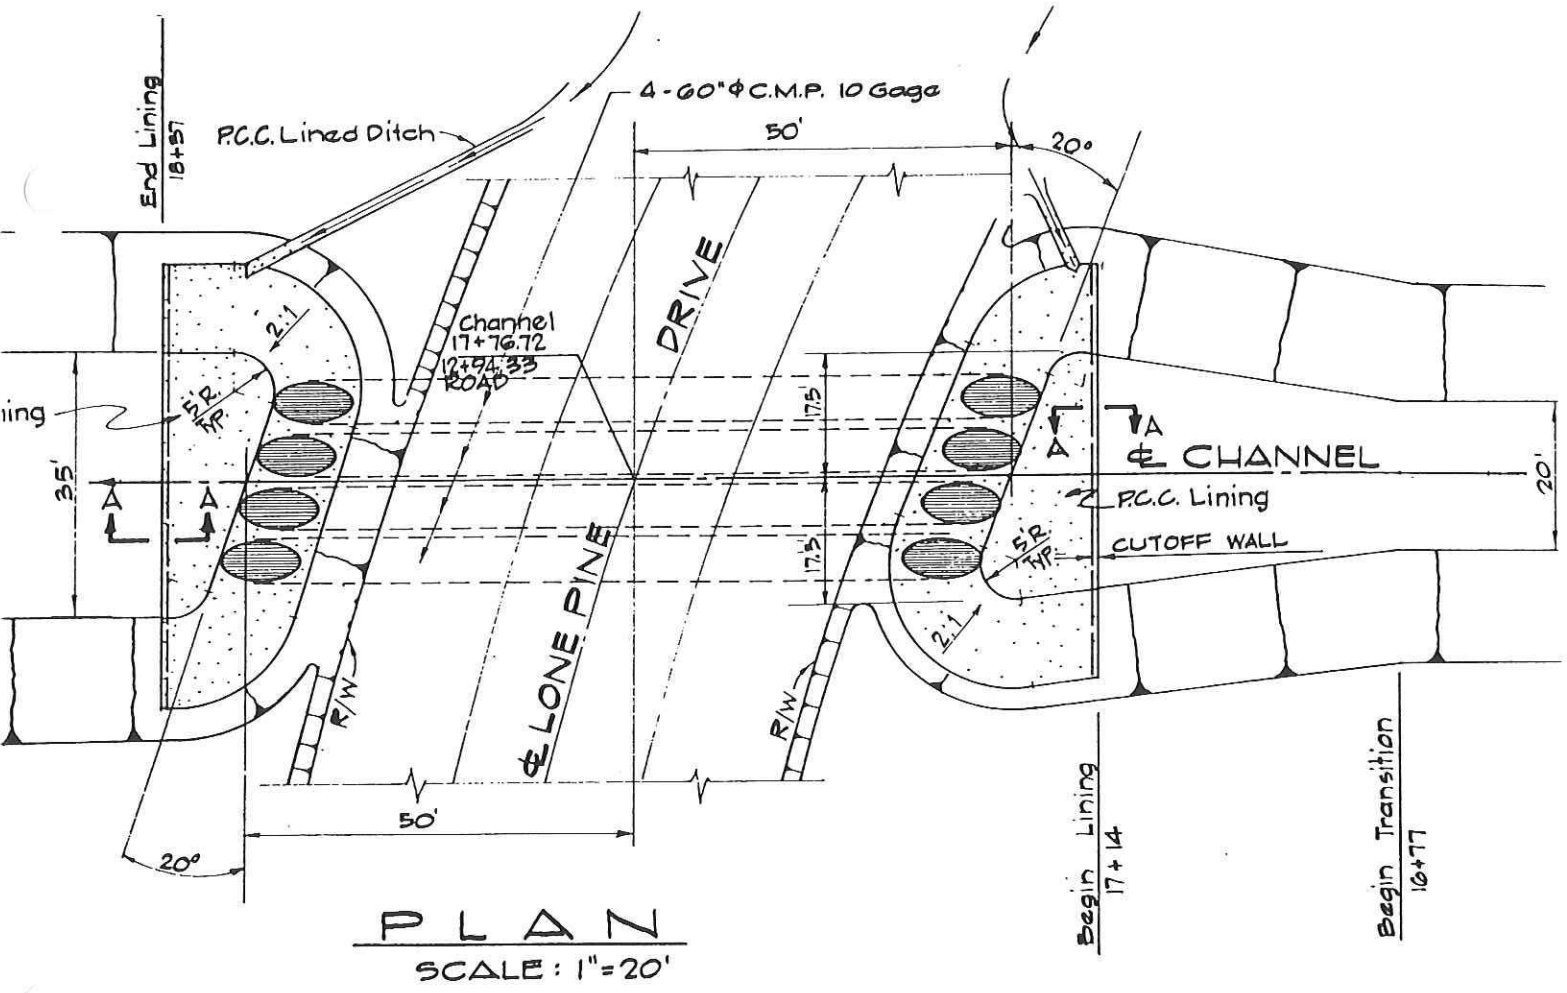 End Lining
18+37
P.C.C. Lined Ditch
4-60"⌀ C.M.P. 10 Gage
50'
20°
2:1
Channel
17+76.72
12+94.33
ROAD
DRIVE
5'R.
TYP.
ning
35'
A A
17.5'
17.5'
A
A
℄ CHANNEL
P.C.C. Lining
20'
5'R.
TYP.
CUTOFF WALL
2:1
℄ LONE PINE
R/W
R/W
50'
20°
Begin Lining
17+14
Begin Transition
16+77
PLAN
SCALE: 1"=20'